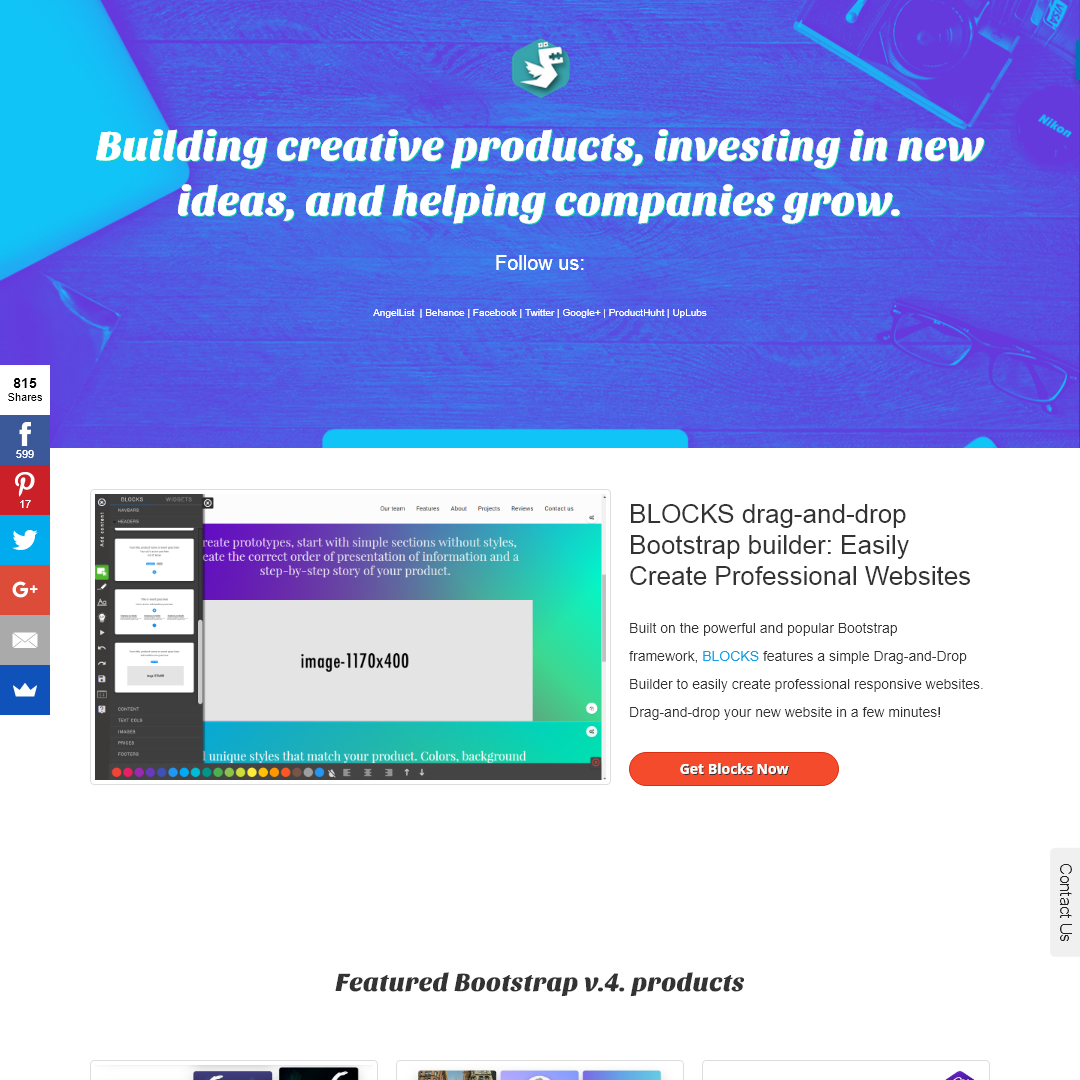 VISA
Nikon
Building creative products, investing in new
ideas, and helping companies grow.
Follow us:
AngelList | Behance | Facebook | Twitter | Google+ | ProductHuht | UpLubs
815
Shares
599
17
G+
BLOCKS
WIDGETS
NAVBARS
HEADERS
Add content
Our team
Features
About
Projects
Reviews
Contact us
reate prototypes, start with simple sections without styles,
eate the correct order of presentation of information and a
step-by-step story of your product.
image-1170x400
CONTENT
TEXT COLS
IMAGES
PRICES
FOOTERS
unique styles that match your product. Colors, background
BLOCKS drag-and-drop
Bootstrap builder: Easily
Create Professional Websites
Built on the powerful and popular Bootstrap
framework, BLOCKS features a simple Drag-and-Drop
Builder to easily create professional responsive websites.
Drag-and-drop your new website in a few minutes!
Get Blocks Now
Contact Us
Featured Bootstrap v.4. products